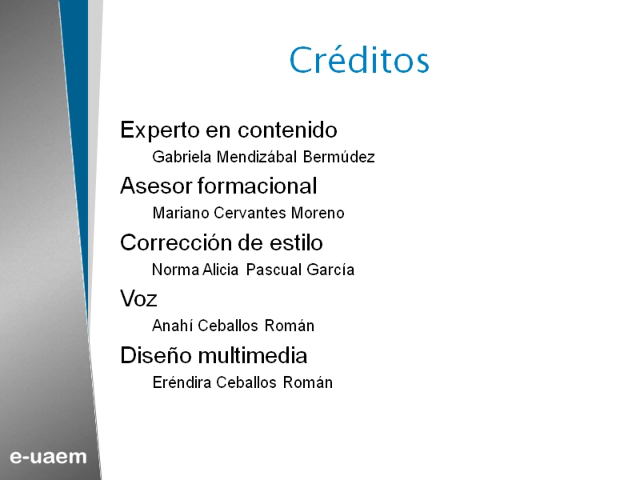 Créditos
Experto en contenido
Gabriela Mendizábal Bermúdez
Asesor formacional
Mariano Cervantes Moreno
Corrección de estilo
Norma Alicia Pascual García
Voz
Anahí Ceballos Román
Diseño multimedia
Eréndira Ceballos Román
e-uaem